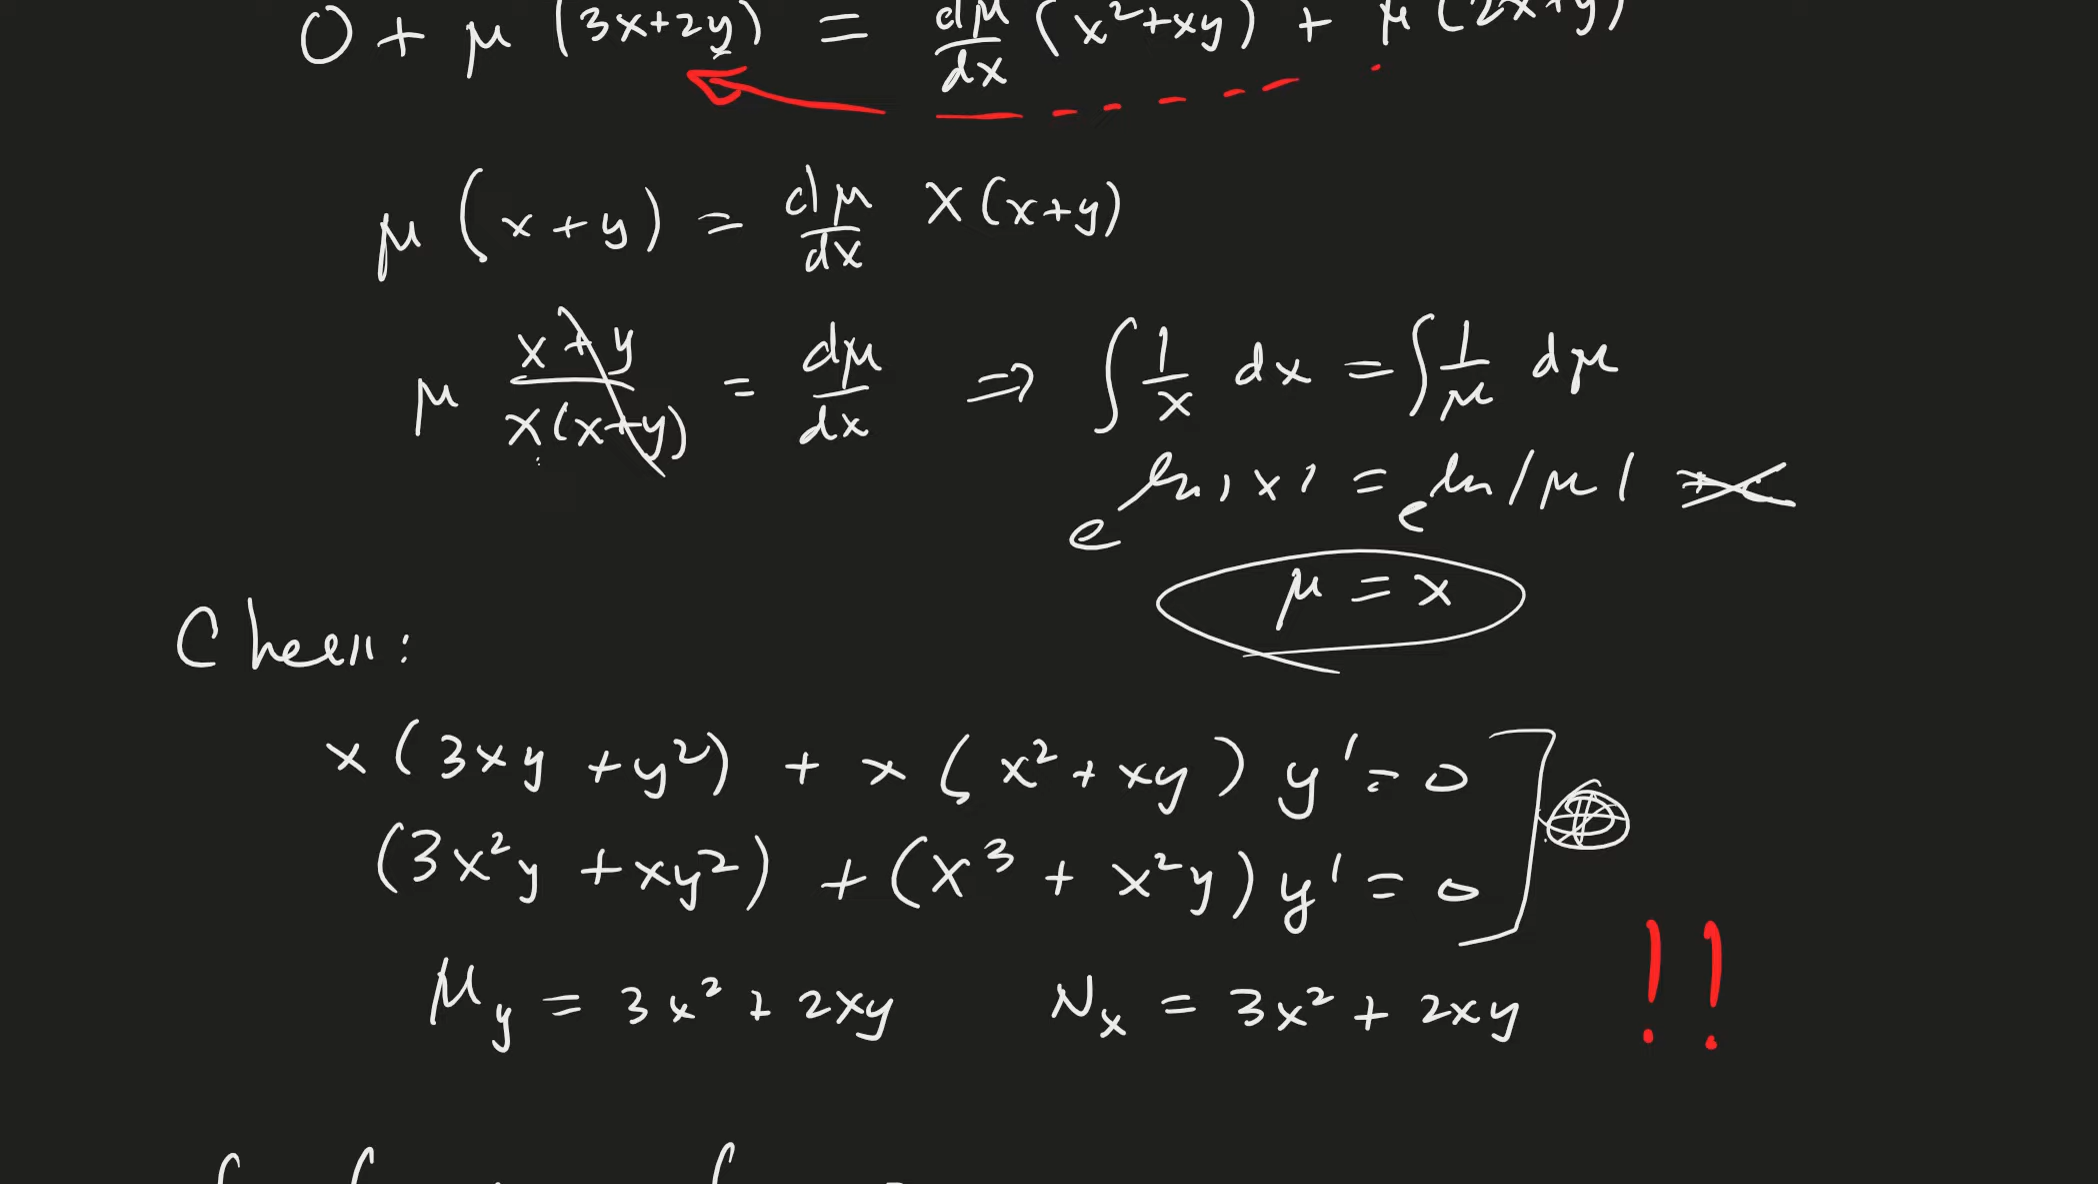 0 + μ (3x+2y) = dμ/dx (x²+xy) + μ (2x+y)
μ (x+y) = dμ/dx x(x+y)
μ x+y/x(x+y) = dμ/dx ⇒ ∫ 1/x dx = ∫ 1/μ dμ
e^ln|x| = e^ln|μ|
μ = x
Check:
x(3xy + y²) + x(x² + xy) y' = 0
(3x²y + xy²) + (x³ + x²y) y' = 0
M_y = 3x² + 2xy N_x = 3x² + 2xy !!